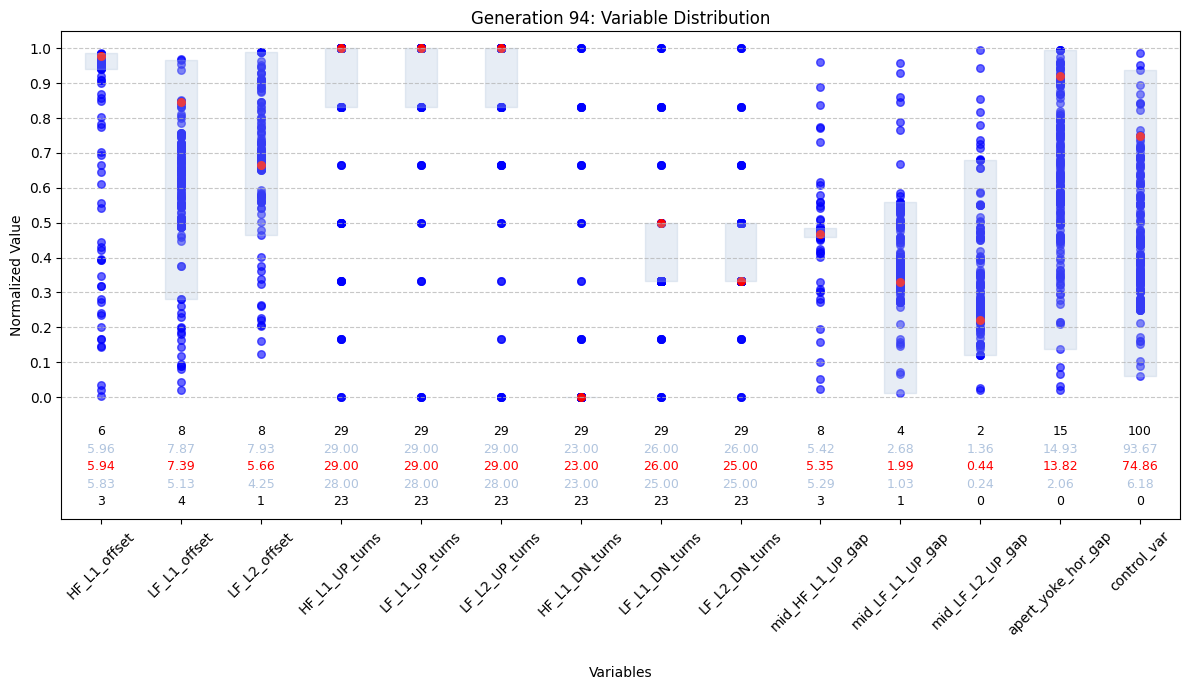 Generation 94: Variable Distribution
Normalized Value
1.0
0.9
0.8
0.7
0.6
0.5
0.4
0.3
0.2
0.1
0.0
6 8 8 29 29 29 29 29 29 8 4 2 15 100
5.96 7.87 7.93 29.00 29.00 29.00 23.00 26.00 26.00 5.42 2.68 1.36 14.93 93.67
5.94 7.39 5.66 29.00 29.00 29.00 23.00 26.00 25.00 5.35 1.99 0.44 13.82 74.86
5.83 5.13 4.25 28.00 28.00 28.00 23.00 25.00 25.00 5.29 1.03 0.24 2.06 6.18
3 4 1 23 23 23 23 23 23 3 1 0 0 0
HF_L1_offset
LF_L1_offset
LF_L2_offset
HF_L1_UP_turns
LF_L1_UP_turns
LF_L2_UP_turns
HF_L1_DN_turns
LF_L1_DN_turns
LF_L2_DN_turns
mid_HF_L1_UP_gap
mid_LF_L1_UP_gap
mid_LF_L2_UP_gap
apert_yoke_hor_gap
control_var
Variables